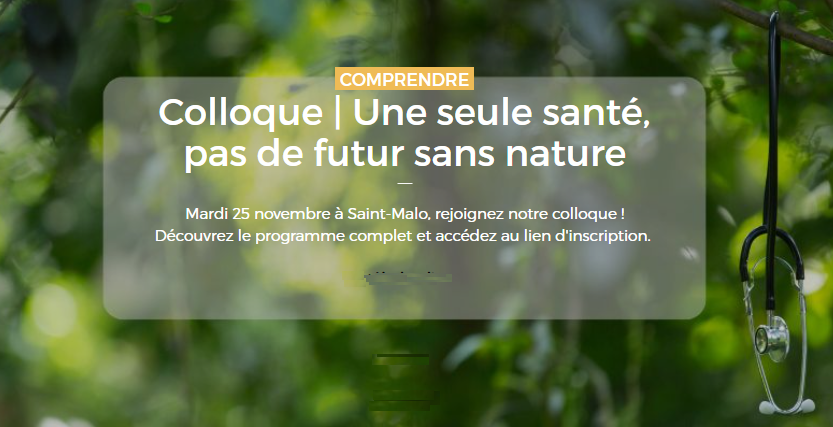 COMPRENDRE
Colloque | Une seule santé,
pas de futur sans nature
Mardi 25 novembre à Saint-Malo, rejoignez notre colloque !
Découvrez le programme complet et accédez au lien d'inscription.